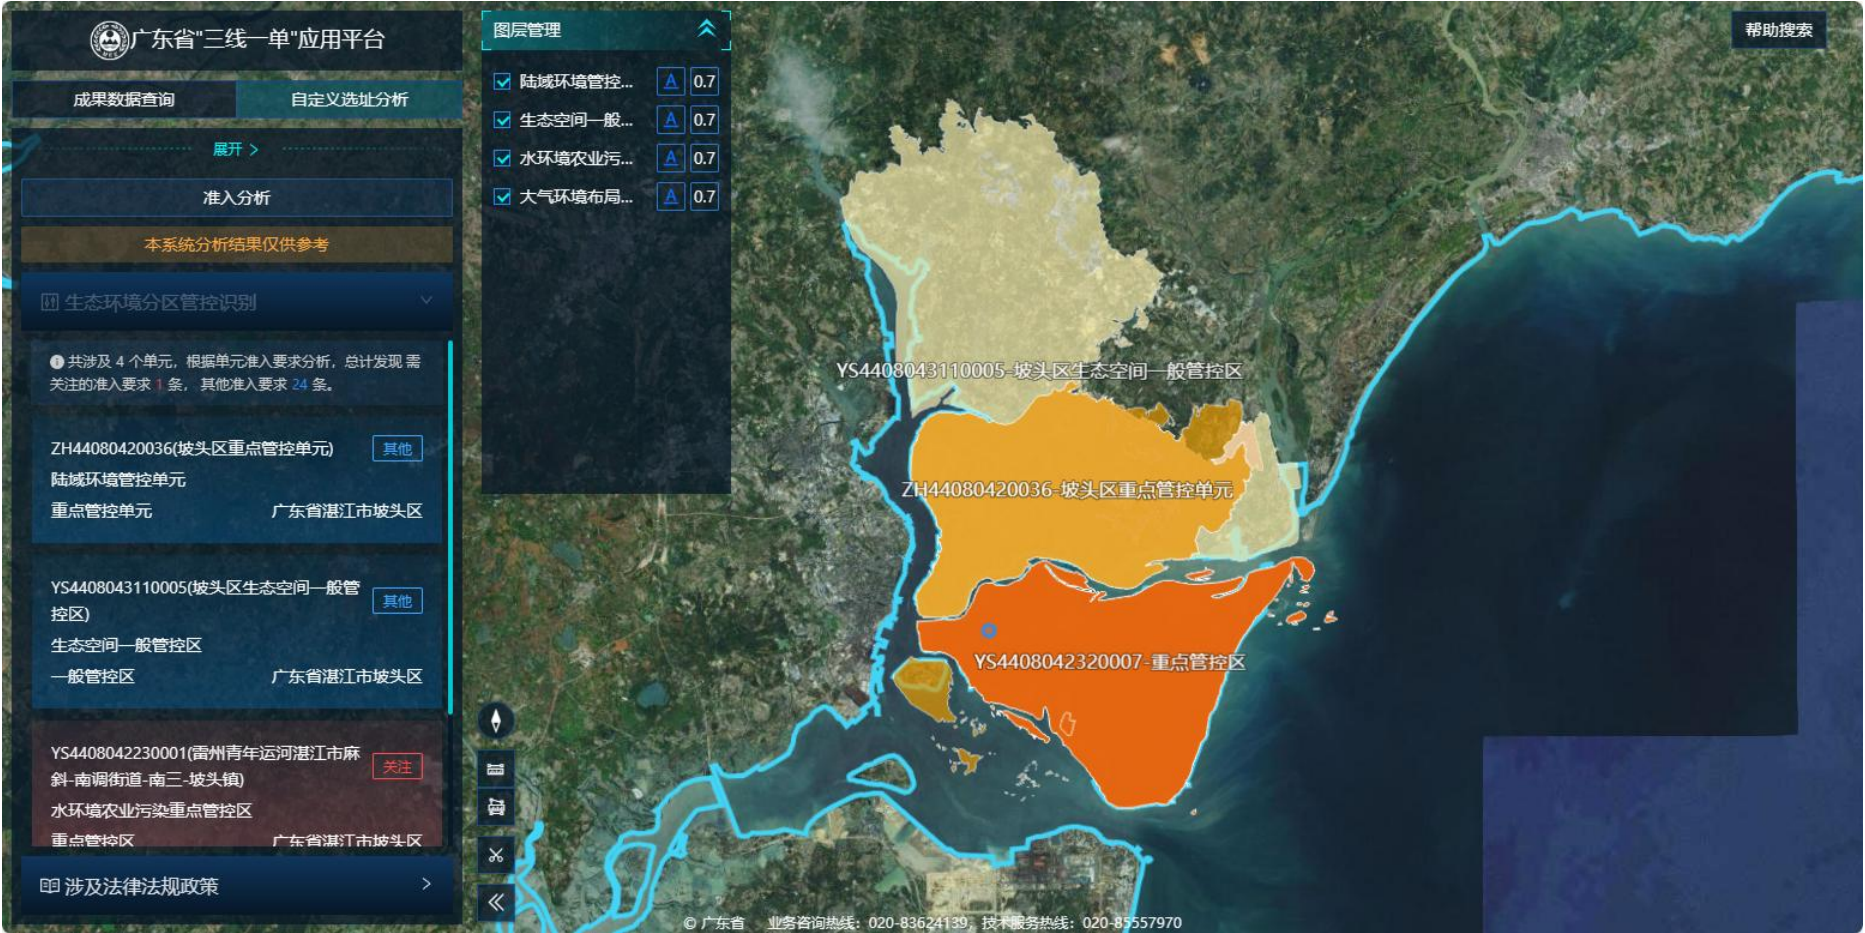 广东省"三线一单"应用平台
成果数据查询
自定义选址分析
展开 >
准入分析
本系统分析结果仅供参考
生态环境分区管控识别
共涉及 4 个单元，根据单元准入要求分析，总计发现 需
关注的准入要求 1 条， 其他准入要求 24 条。
ZH44080420036(坡头区重点管控单元)
其他
陆域环境管控单元
重点管控单元
广东省湛江市坡头区
YS4408043110005(坡头区生态空间一般管
控区)
其他
生态空间一般管控区
一般管控区
广东省湛江市坡头区
YS4408042230001(雷州青年运河湛江市麻
斜-南调街道-南三-坡头镇)
关注
水环境农业污染重点管控区
重点管控区
广东省湛江市坡头区
涉及法律法规政策
图层管理
陆域环境管控...
A
0.7
生态空间一般...
A
0.7
水环境农业污...
A
0.7
大气环境布局...
A
0.7
帮助搜索
YS4408043110005-坡头区生态空间一般管控区
ZH44080420036-坡头区重点管控单元
YS4408042320007-重点管控区
© 广东省 业务咨询热线：020-83624139，技术服务热线：020-85557970